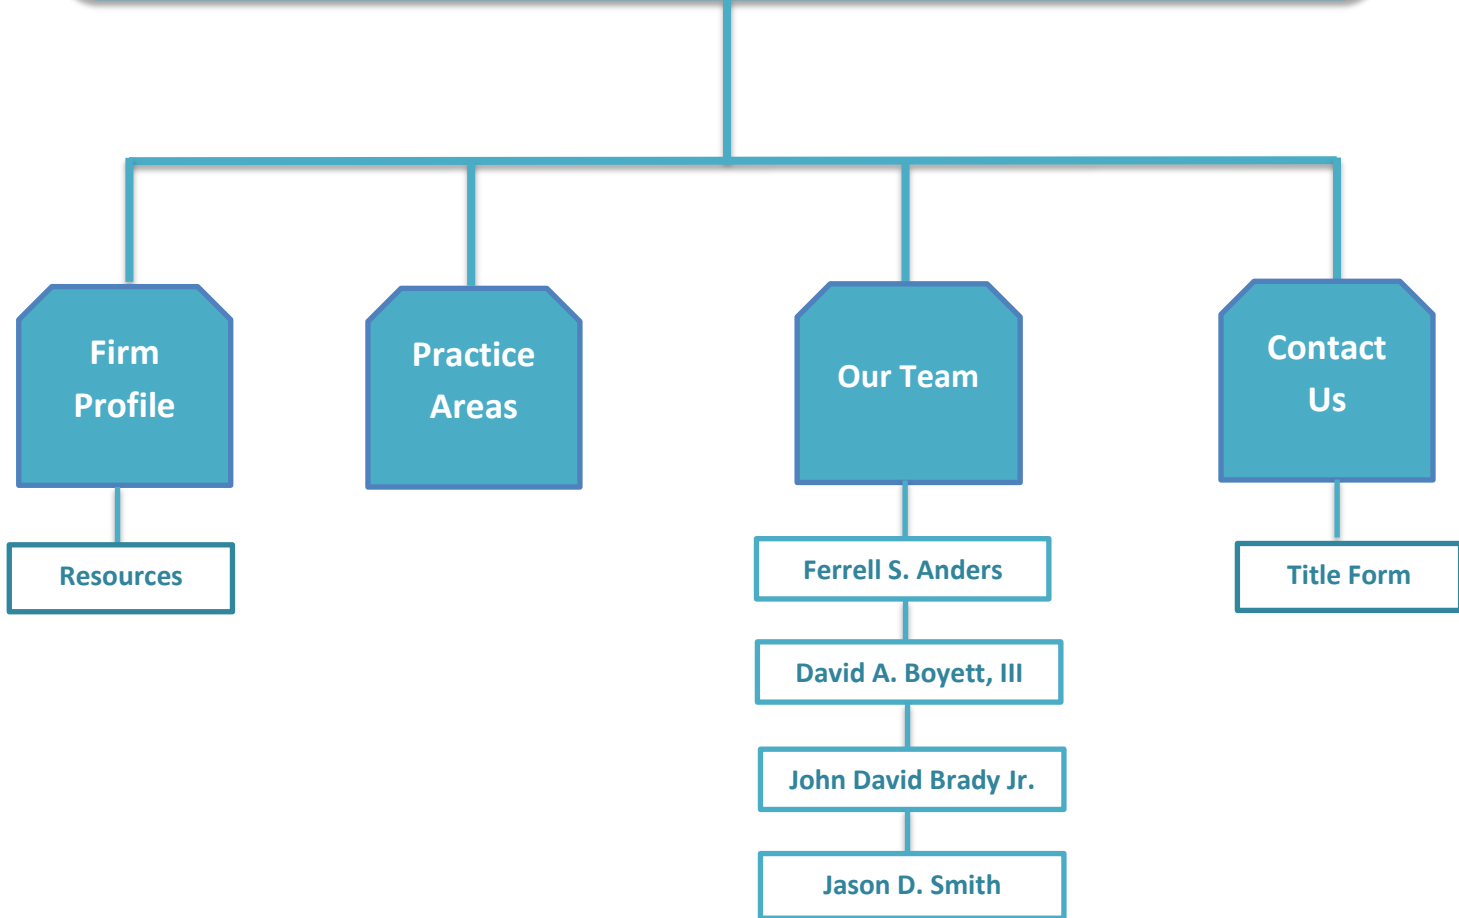 Firm
Profile
Practice
Areas
Our Team
Contact
Us
Resources
Ferrell S. Anders
Title Form
David A. Boyett, III
John David Brady Jr.
Jason D. Smith